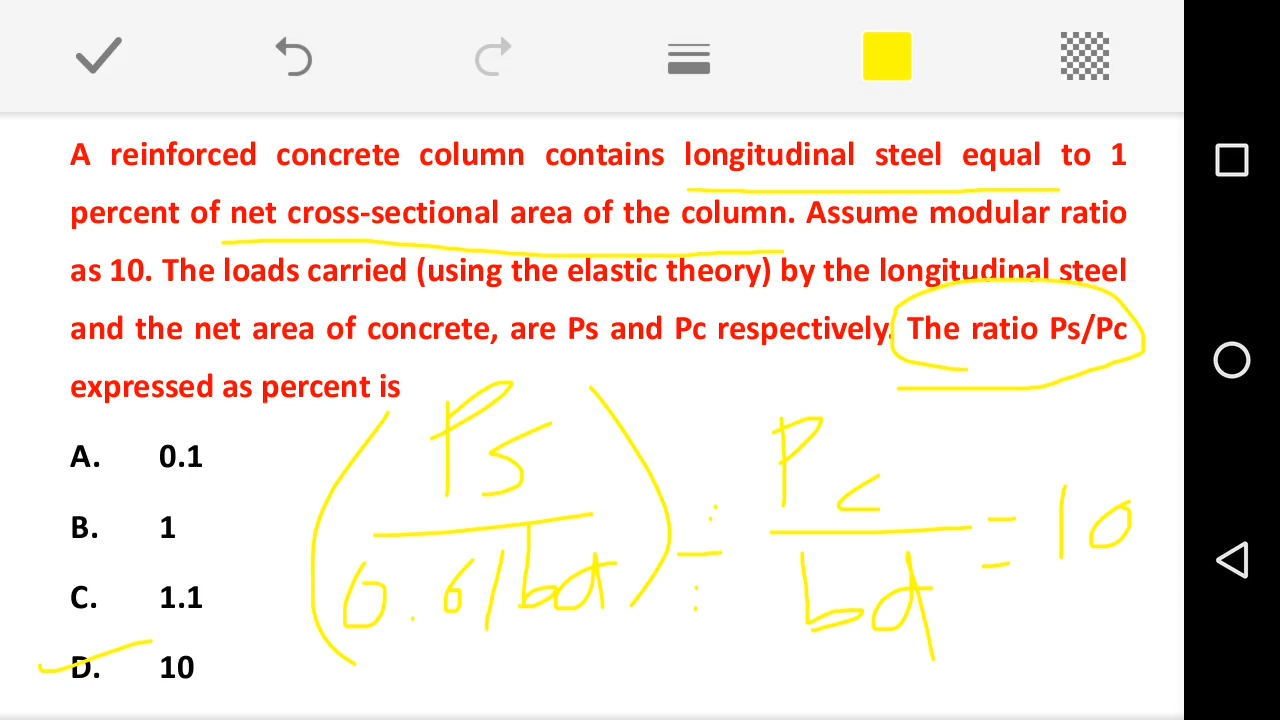 A reinforced concrete column contains longitudinal steel equal to 1
percent of net cross-sectional area of the column. Assume modular ratio
as 10. The loads carried (using the elastic theory) by the longitudinal steel
and the net area of concrete, are Ps and Pc respectively. The ratio Ps/Pc
expressed as percent is
A. 0.1
B. 1
C. 1.1
D. 10
(Ps / 0.01bd) ÷ Pc / bd = 10